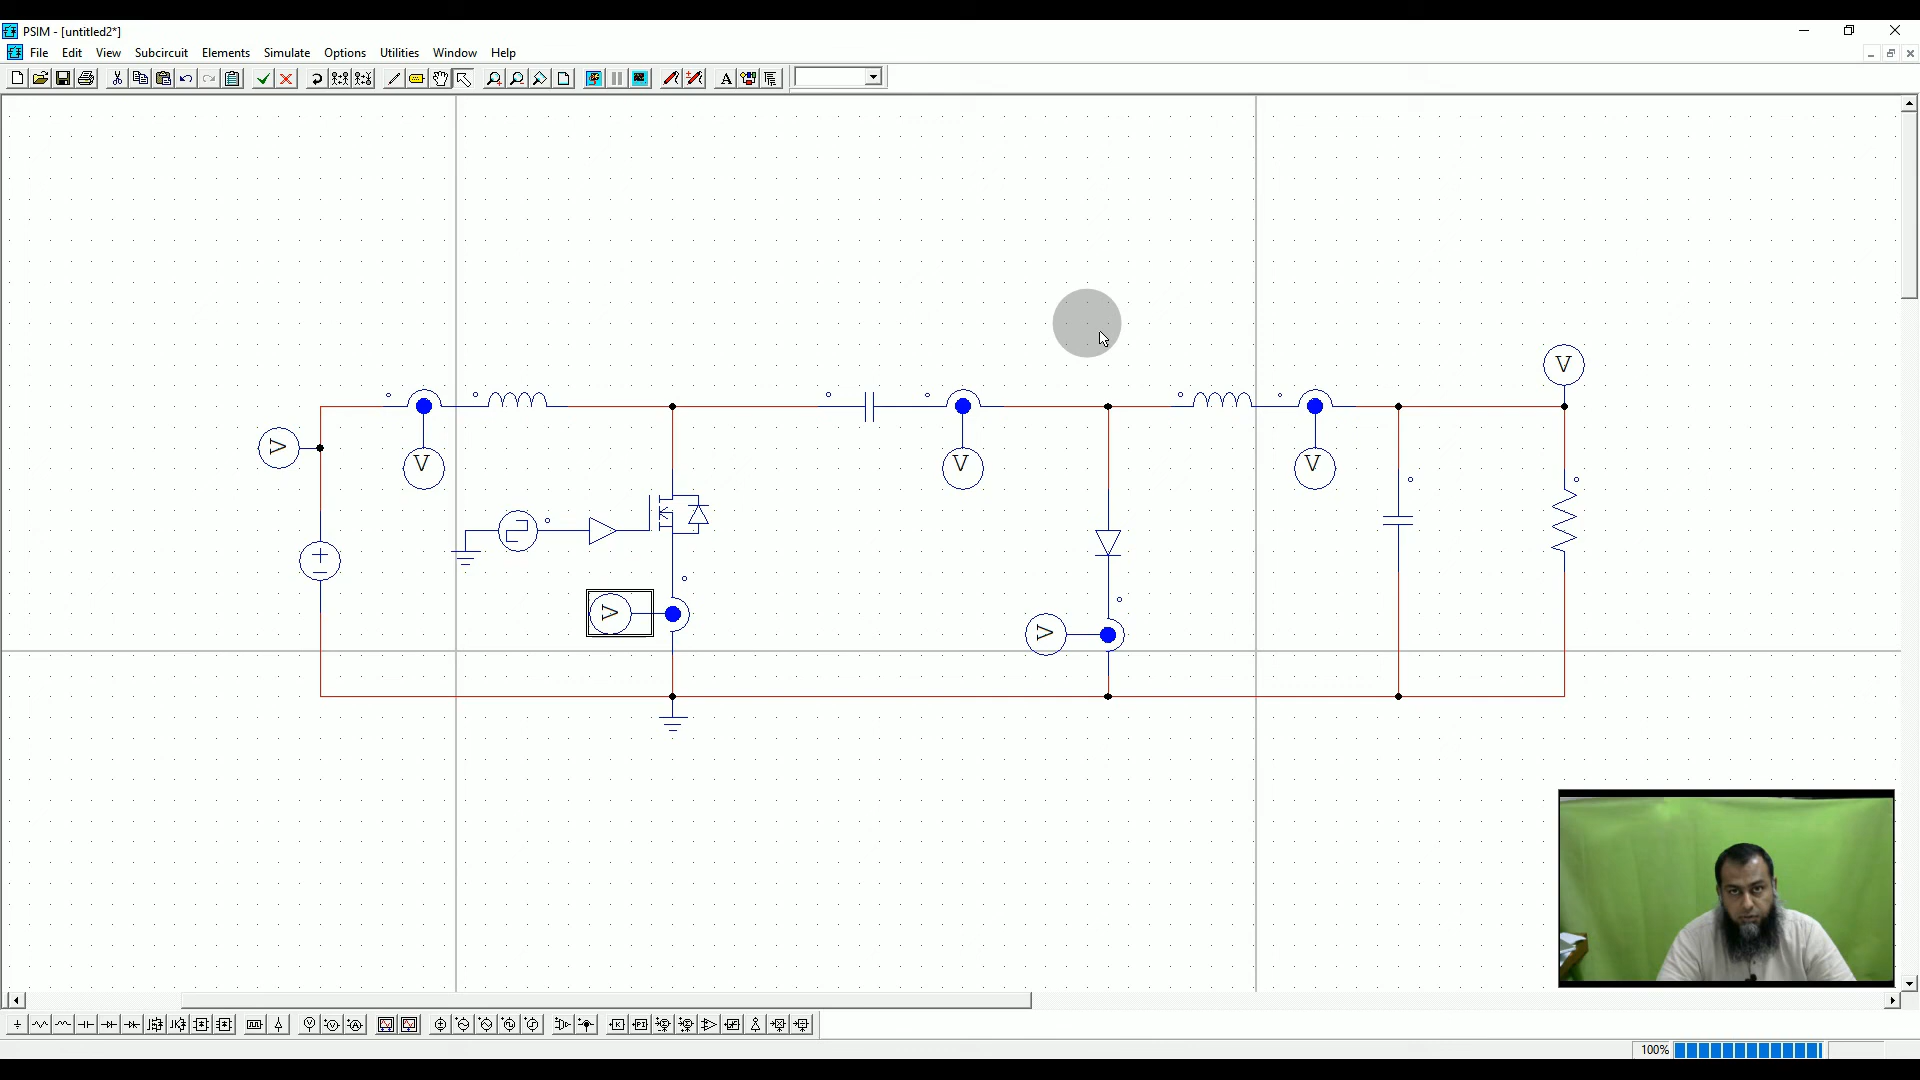 PSIM - [untitled2*]
File Edit View Subcircuit Elements Simulate Options Utilities Window Help
A
V
V
V V V
V
V
V
100%